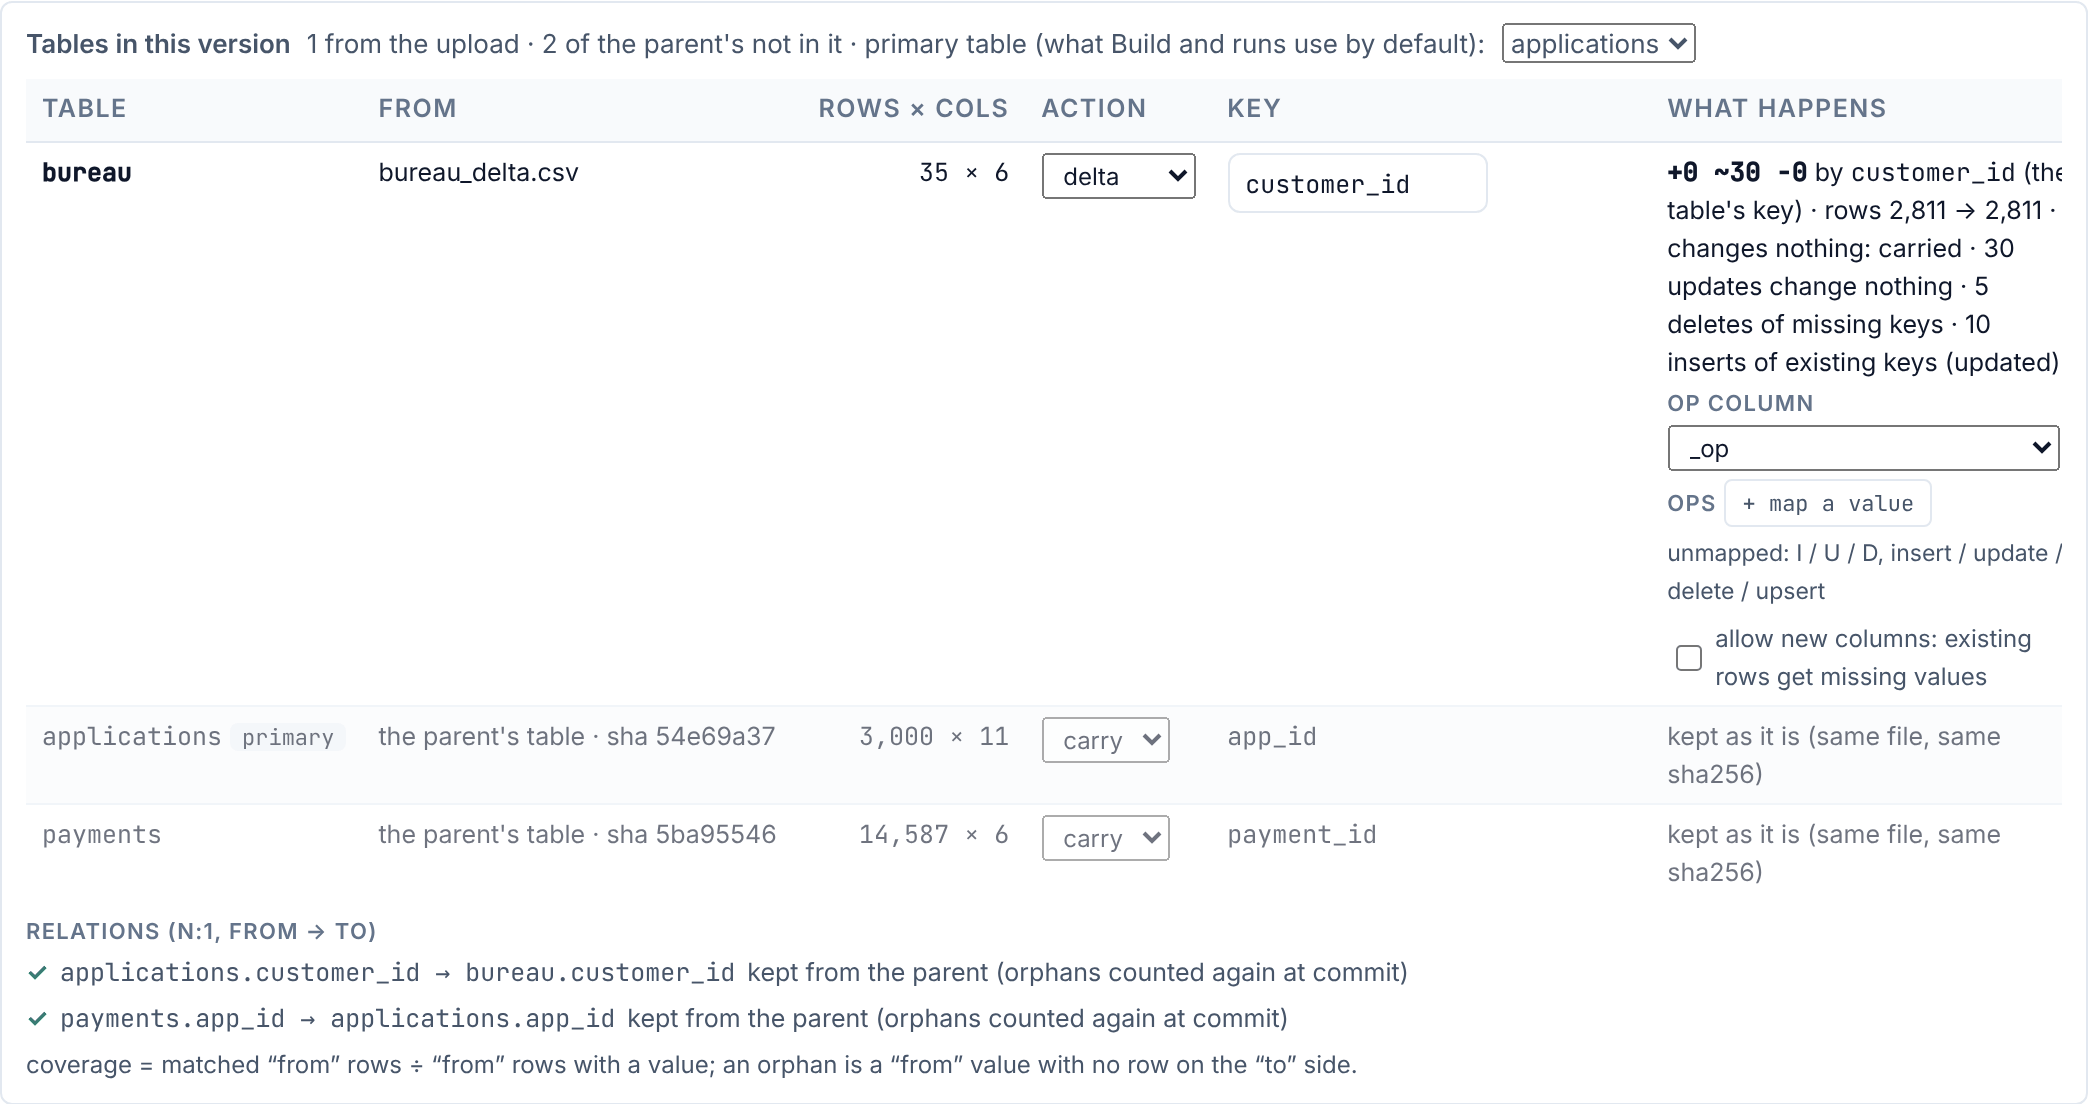 Tables in this version 1 from the upload · 2 of the parent's not in it · primary table (what Build and runs use by default): applications
TABLE FROM ROWS × COLS ACTION KEY WHAT HAPPENS
bureau bureau_delta.csv 35 × 6 delta customer_id +0 ~30 -0 by customer_id (the
table's key) · rows 2,811 → 2,811 ·
changes nothing: carried · 30
updates change nothing · 5
deletes of missing keys · 10
inserts of existing keys (updated)
OP COLUMN
_op
OPS + map a value
unmapped: I / U / D, insert / update /
delete / upsert
allow new columns: existing
rows get missing values
applications primary the parent's table · sha 54e69a37 3,000 × 11 carry app_id kept as it is (same file, same
sha256)
payments the parent's table · sha 5ba95546 14,587 × 6 carry payment_id kept as it is (same file, same
sha256)
RELATIONS (N:1, FROM → TO)
✓ applications.customer_id → bureau.customer_id kept from the parent (orphans counted again at commit)
✓ payments.app_id → applications.app_id kept from the parent (orphans counted again at commit)
coverage = matched “from” rows ÷ “from” rows with a value; an orphan is a “from” value with no row on the “to” side.